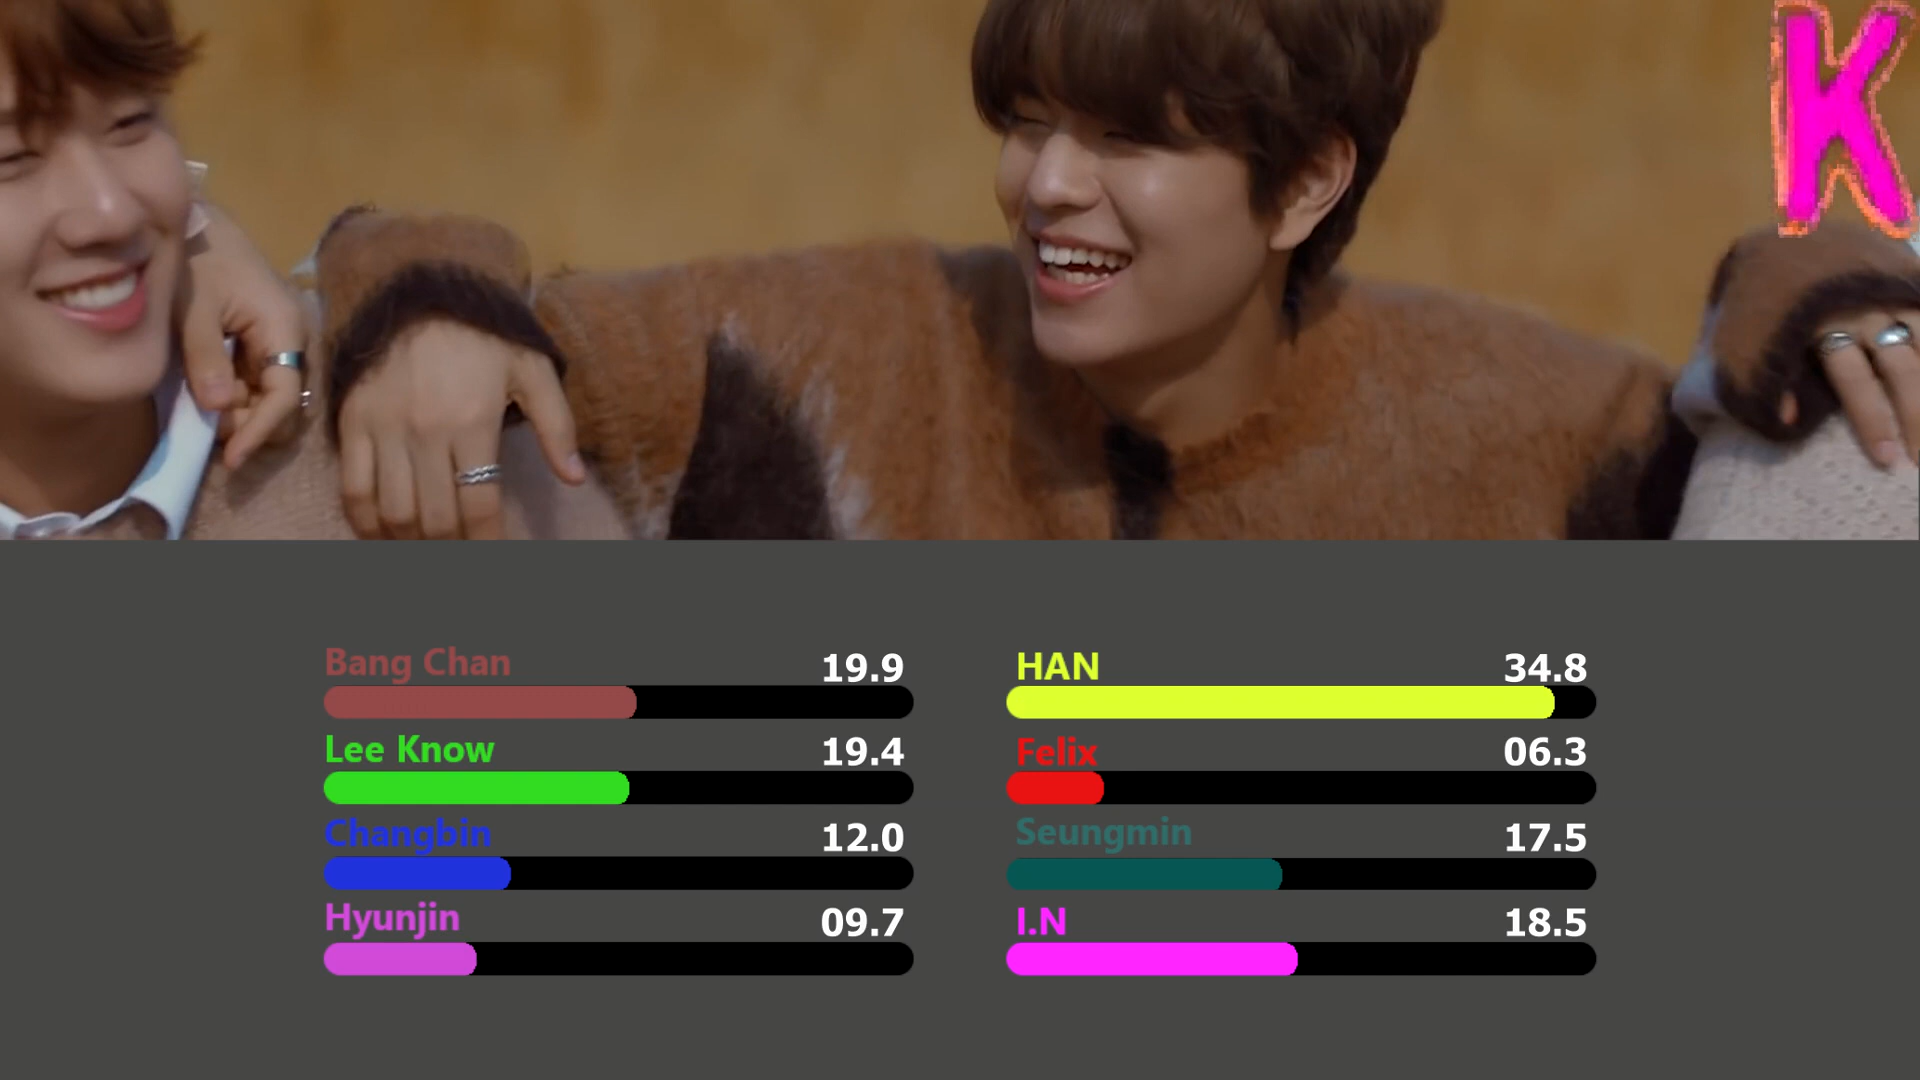 K
Bang Chan 19.9
HAN 34.8
Lee Know 19.4
Felix 06.3
Changbin 12.0
Seungmin 17.5
Hyunjin 09.7
I.N 18.5